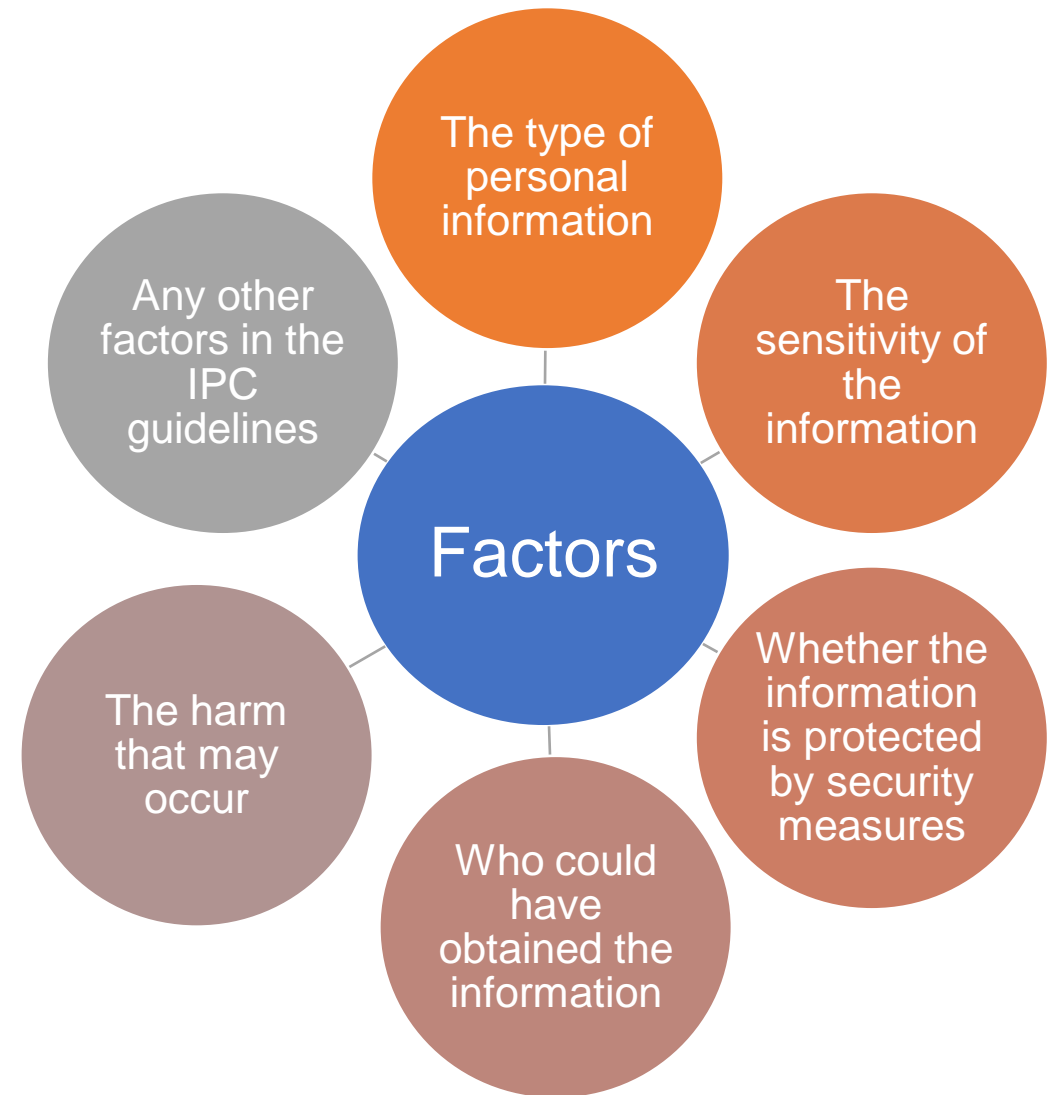 The type of
personal
information
The
sensitivity of
the
information
Whether the
information
is protected
by security
measures
Who could
have
obtained the
information
The harm
that may
occur
Any other
factors in the
IPC
guidelines
Factors